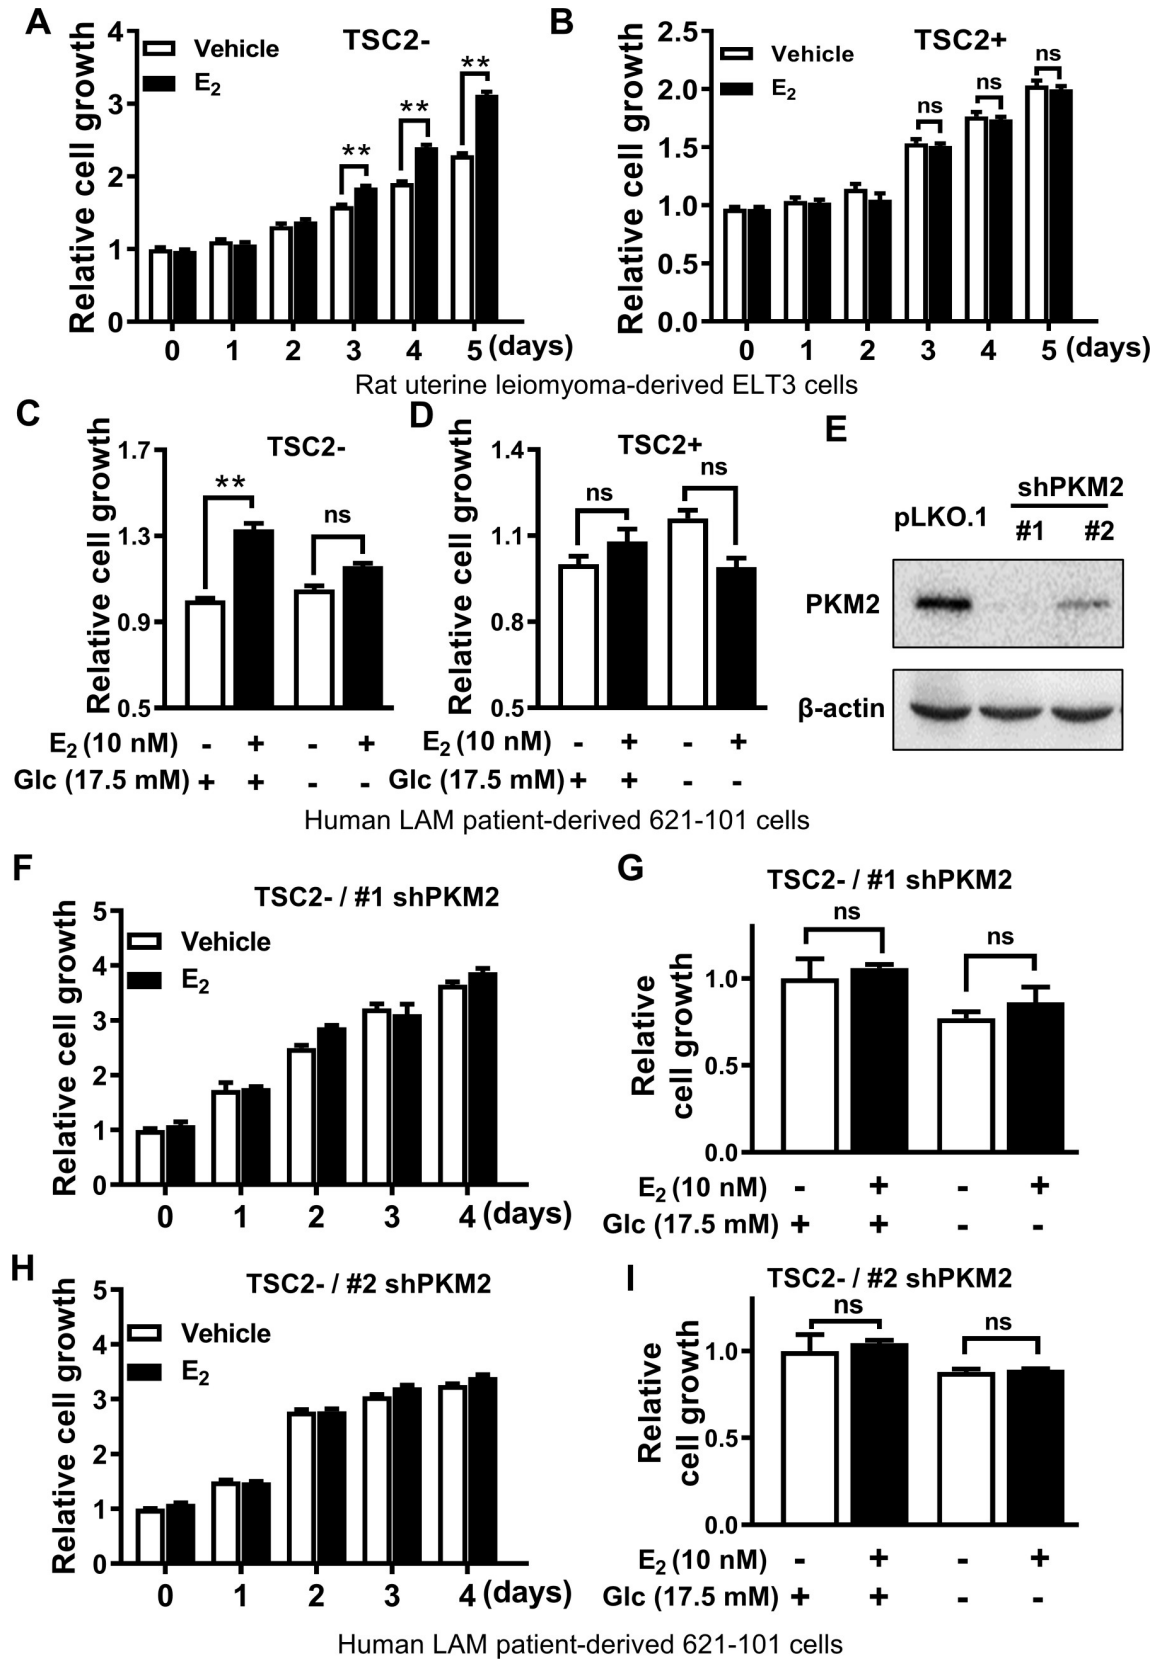 A
TSC2-
Vehicle
E2
**
**
**
Relative cell growth
4
3
2
1
0
0 1 2 3 4 5 (days)
B
TSC2+
Vehicle
E2
ns
ns
ns
Relative cell growth
2.5
2.0
1.5
1.0
0.5
0.0
0 1 2 3 4 5 (days)
Rat uterine leiomyoma-derived ELT3 cells
C
TSC2-
**
ns
Relative cell growth
1.7
1.3
0.9
0.5
E2 (10 nM) - + - +
Glc (17.5 mM) + + - -
D
TSC2+
ns
ns
Relative cell growth
1.4
1.1
0.8
0.5
E2 (10 nM) - + - +
Glc (17.5 mM) + + - -
E
shPKM2
pLKO.1
#1 #2
PKM2
β-actin
Human LAM patient-derived 621-101 cells
F
TSC2- / #1 shPKM2
Vehicle
E2
Relative cell growth
5
4
3
2
1
0
0 1 2 3 4 (days)
G
TSC2- / #1 shPKM2
ns
ns
Relative
cell growth
1.0
0.5
0.0
E2 (10 nM) - + - +
Glc (17.5 mM) + + - -
H
TSC2- / #2 shPKM2
Vehicle
E2
Relative cell growth
5
4
3
2
1
0
0 1 2 3 4 (days)
I
TSC2- / #2 shPKM2
ns
ns
Relative
cell growth
1.0
0.5
0.0
E2 (10 nM) - + - +
Glc (17.5 mM) + + - -
Human LAM patient-derived 621-101 cells